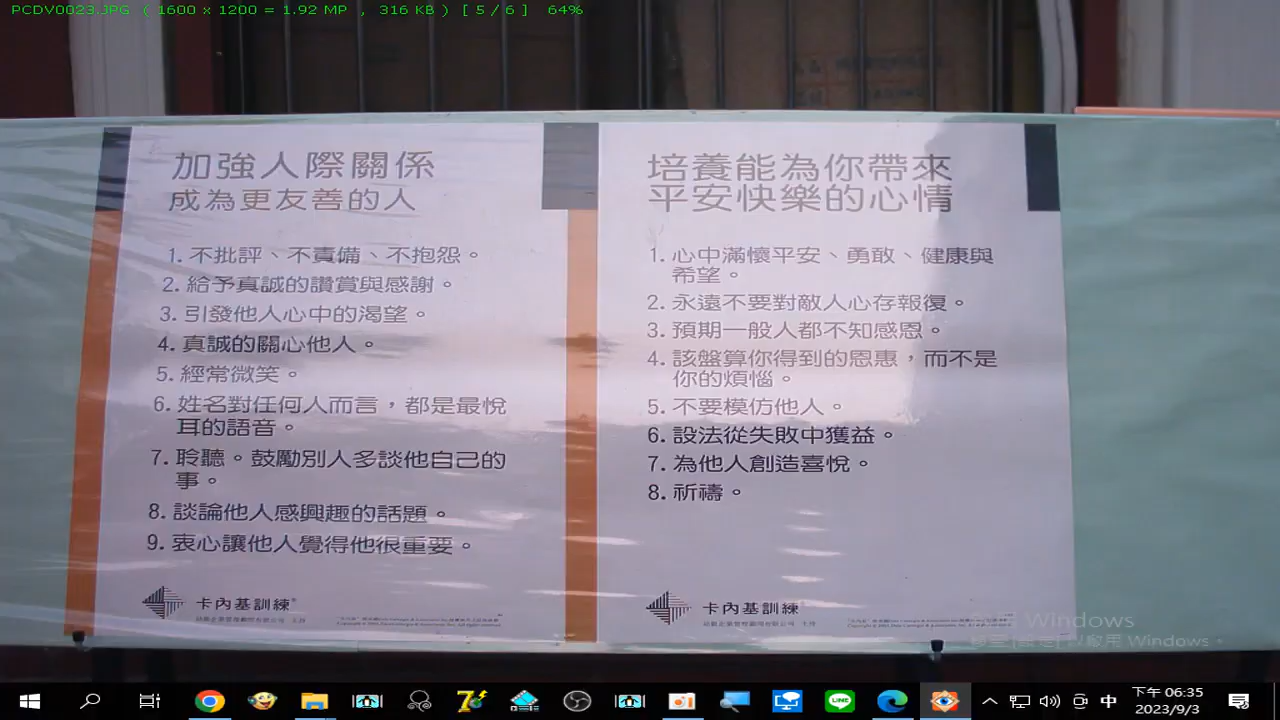 PCDV0023.JPG ( 1600 x 1200 = 1.92 MP , 316 KB ) [ 5 / 6 ] 64%
加強人際關係
成為更友善的人
1. 不批評、不責備、不抱怨。
2. 給予真誠的讚賞與感謝。
3. 引發他人心中的渴望。
4. 真誠的關心他人。
5. 經常微笑。
6. 姓名對任何人而言，都是最悅
耳的語音。
7. 聆聽。鼓勵別人多談他自己的
事。
8. 談論他人感興趣的話題。
9. 衷心讓他人覺得他很重要。
卡內基訓練®
培養能為你帶來
平安快樂的心情
1. 心中滿懷平安、勇敢、健康與
希望。
2. 永遠不要對敵人心存報復。
3. 預期一般人都不知感恩。
4. 該盤算你得到的恩惠，而不是
你的煩惱。
5. 不要模仿他人。
6. 設法從失敗中獲益。
7. 為他人創造喜悅。
8. 祈禱。
卡內基訓練®
啟用 Windows
移至 [設定] 以啟用 Windows。
中
下午 06:35
2023/9/3